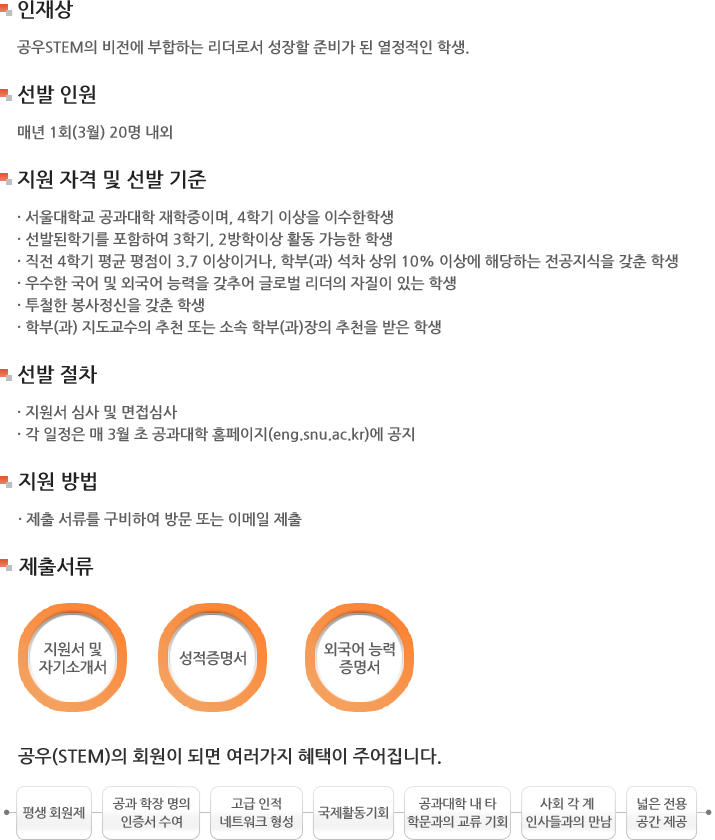 인재상
공우STEM의 비전에 부합하는 리더로서 성장할 준비가 된 열정적인 학생.
선발 인원
매년 1회(3월) 20명 내외
지원 자격 및 선발 기준
· 서울대학교 공과대학 재학중이며, 4학기 이상을 이수한학생
· 선발된학기를 포함하여 3학기, 2방학이상 활동 가능한 학생
· 직전 4학기 평균 평점이 3.7 이상이거나, 학부(과) 석차 상위 10% 이상에 해당하는 전공지식을 갖춘 학생
· 우수한 국어 및 외국어 능력을 갖추어 글로벌 리더의 자질이 있는 학생
· 투철한 봉사정신을 갖춘 학생
· 학부(과) 지도교수의 추천 또는 소속 학부(과)장의 추천을 받은 학생
선발 절차
· 지원서 심사 및 면접심사
· 각 일정은 매 3월 초 공과대학 홈페이지(eng.snu.ac.kr)에 공지
지원 방법
· 제출 서류를 구비하여 방문 또는 이메일 제출
제출서류
지원서 및
자기소개서
성적증명서
외국어 능력
증명서
공우(STEM)의 회원이 되면 여러가지 혜택이 주어집니다.
평생 회원제
공과 학장 명의
인증서 수여
고급 인적
네트워크 형성
국제활동기회
공과대학 내 타
학문과의 교류 기회
사회 각 계
인사들과의 만남
넓은 전용
공간 제공